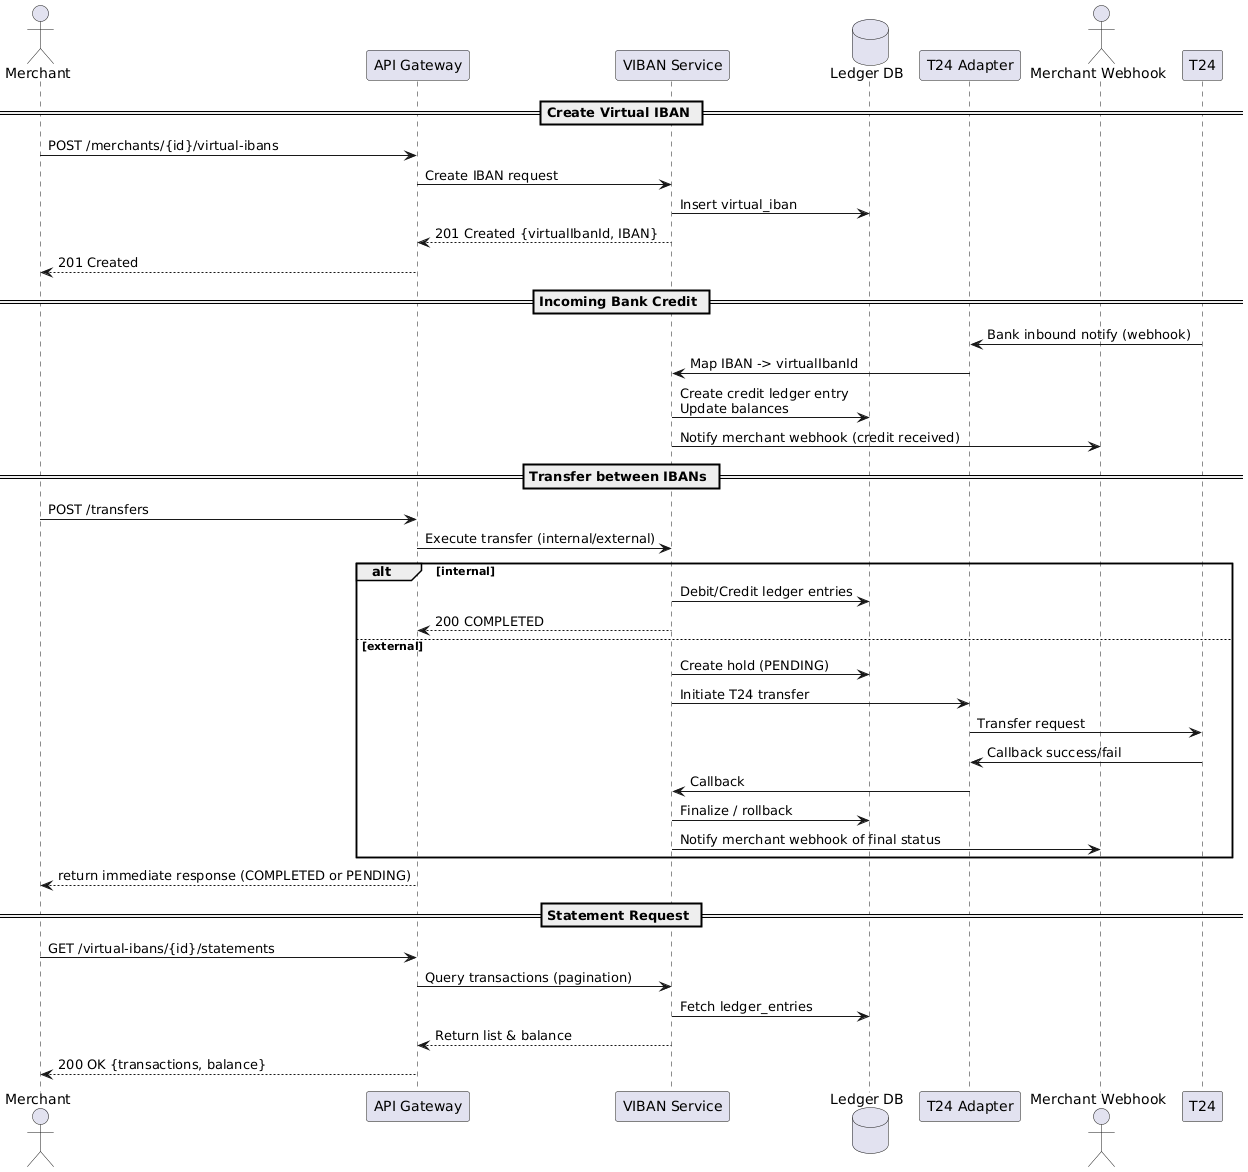 Merchant
API Gateway
VIBAN Service
Ledger DB
T24 Adapter
Merchant Webhook
T24
Create Virtual IBAN
POST /merchants/{id}/virtual-ibans
Create IBAN request
Insert virtual_iban
201 Created {virtualIbanId, IBAN}
201 Created
Incoming Bank Credit
Bank inbound notify (webhook)
Map IBAN -> virtualIbanId
Create credit ledger entry
Update balances
Notify merchant webhook (credit received)
Transfer between IBANs
POST /transfers
Execute transfer (internal/external)
alt
[internal]
Debit/Credit ledger entries
200 COMPLETED
[external]
Create hold (PENDING)
Initiate T24 transfer
Transfer request
Callback success/fail
Callback
Finalize / rollback
Notify merchant webhook of final status
return immediate response (COMPLETED or PENDING)
Statement Request
GET /virtual-ibans/{id}/statements
Query transactions (pagination)
Fetch ledger_entries
Return list & balance
200 OK {transactions, balance}
Merchant
API Gateway
VIBAN Service
Ledger DB
T24 Adapter
Merchant Webhook
T24